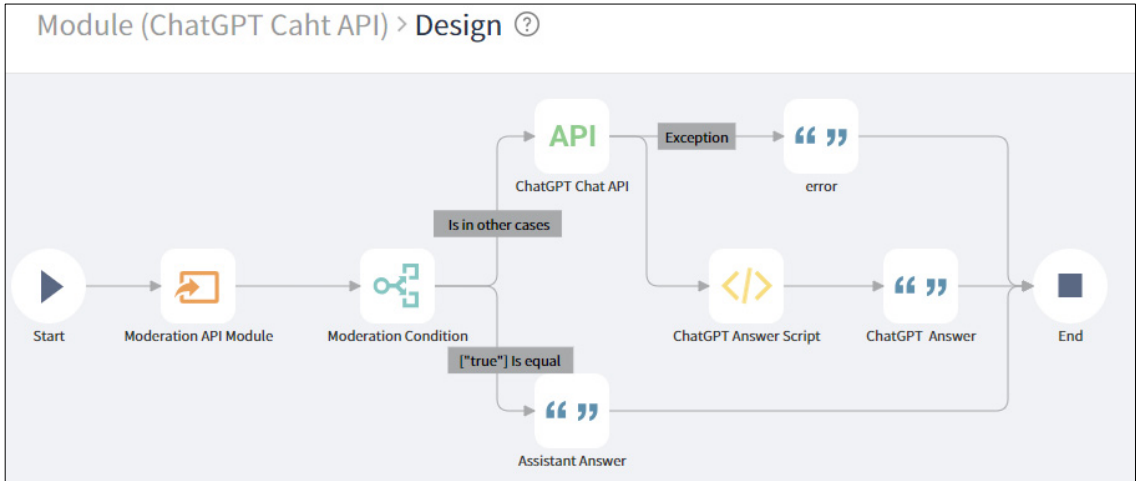 Module (ChatGPT Caht API) > Design ?
API
Exception
ChatGPT Chat API
error
Is in other cases
Start
Moderation API Module
Moderation Condition
ChatGPT Answer Script
ChatGPT Answer
End
["true"] Is equal
Assistant Answer